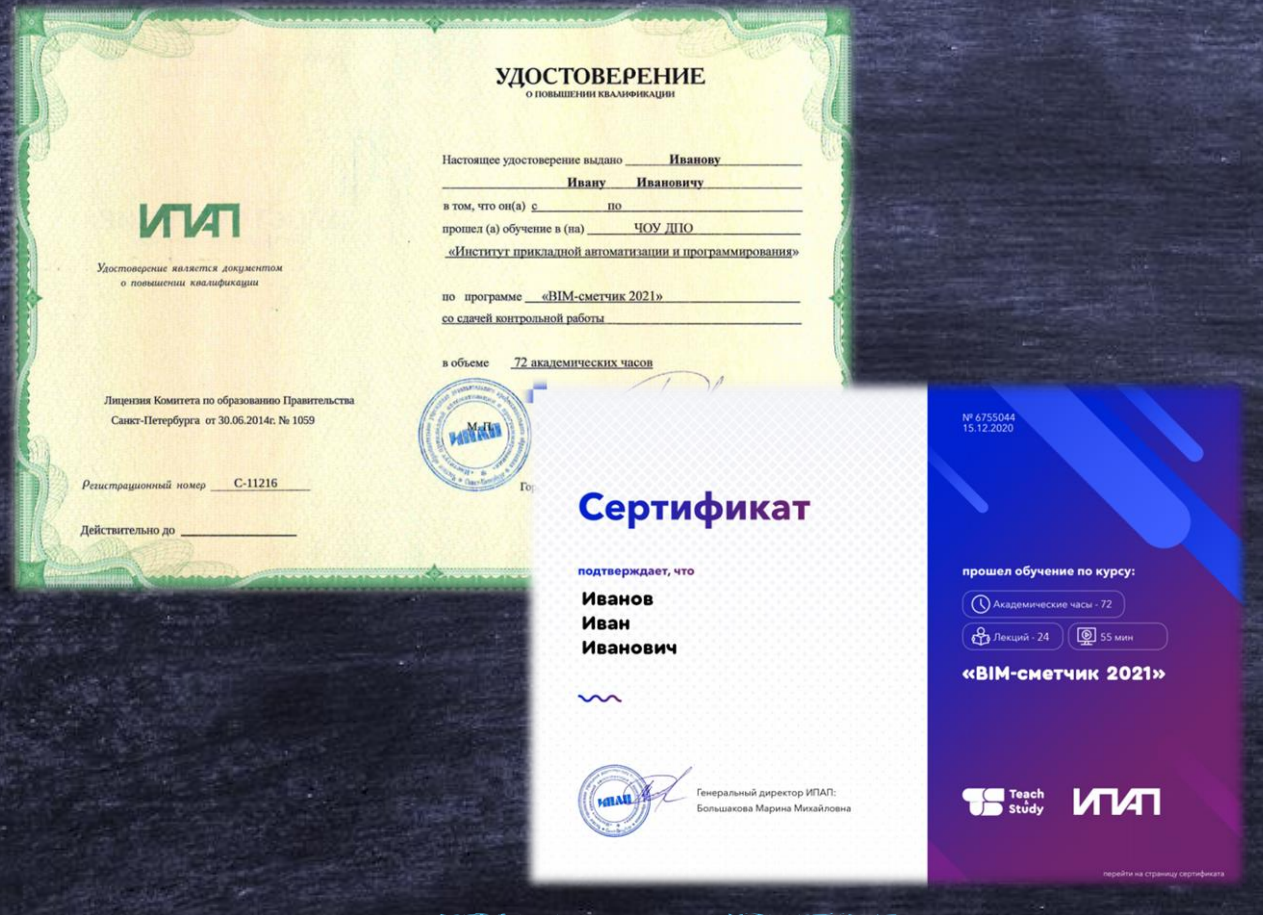 УДОСТОВЕРЕНИЕ
О ПОВЫШЕНИИ КВАЛИФИКАЦИИ
Настоящее удостоверение выдано Иванову
Ивану Ивановичу
в том, что он(а) с по
прошел (а) обучение в (на) ЧОУ ДПО
«Институт прикладной автоматизации и программирования»
по программе «BIM-сметчик 2021»
со сдачей контрольной работы
в объеме 72 академических часов
М.П.
ИПАП
Гор
ИПАП
Удостоверение является документом
о повышении квалификации
Лицензия Комитета по образованию Правительства
Санкт-Петербурга от 30.06.2014г. № 1059
Регистрационный номер С-11216
Действительно до
Сертификат
подтверждает, что
Иванов
Иван
Иванович
ИПАП
Генеральный директор ИПАП:
Большакова Марина Михайловна
№ 6755044
15.12.2020
прошел обучение по курсу:
Академические часы - 72
Лекций - 24 55 мин
«BIM-сметчик 2021»
TS Teach & Study ИПАП
перейти на страницу сертификата